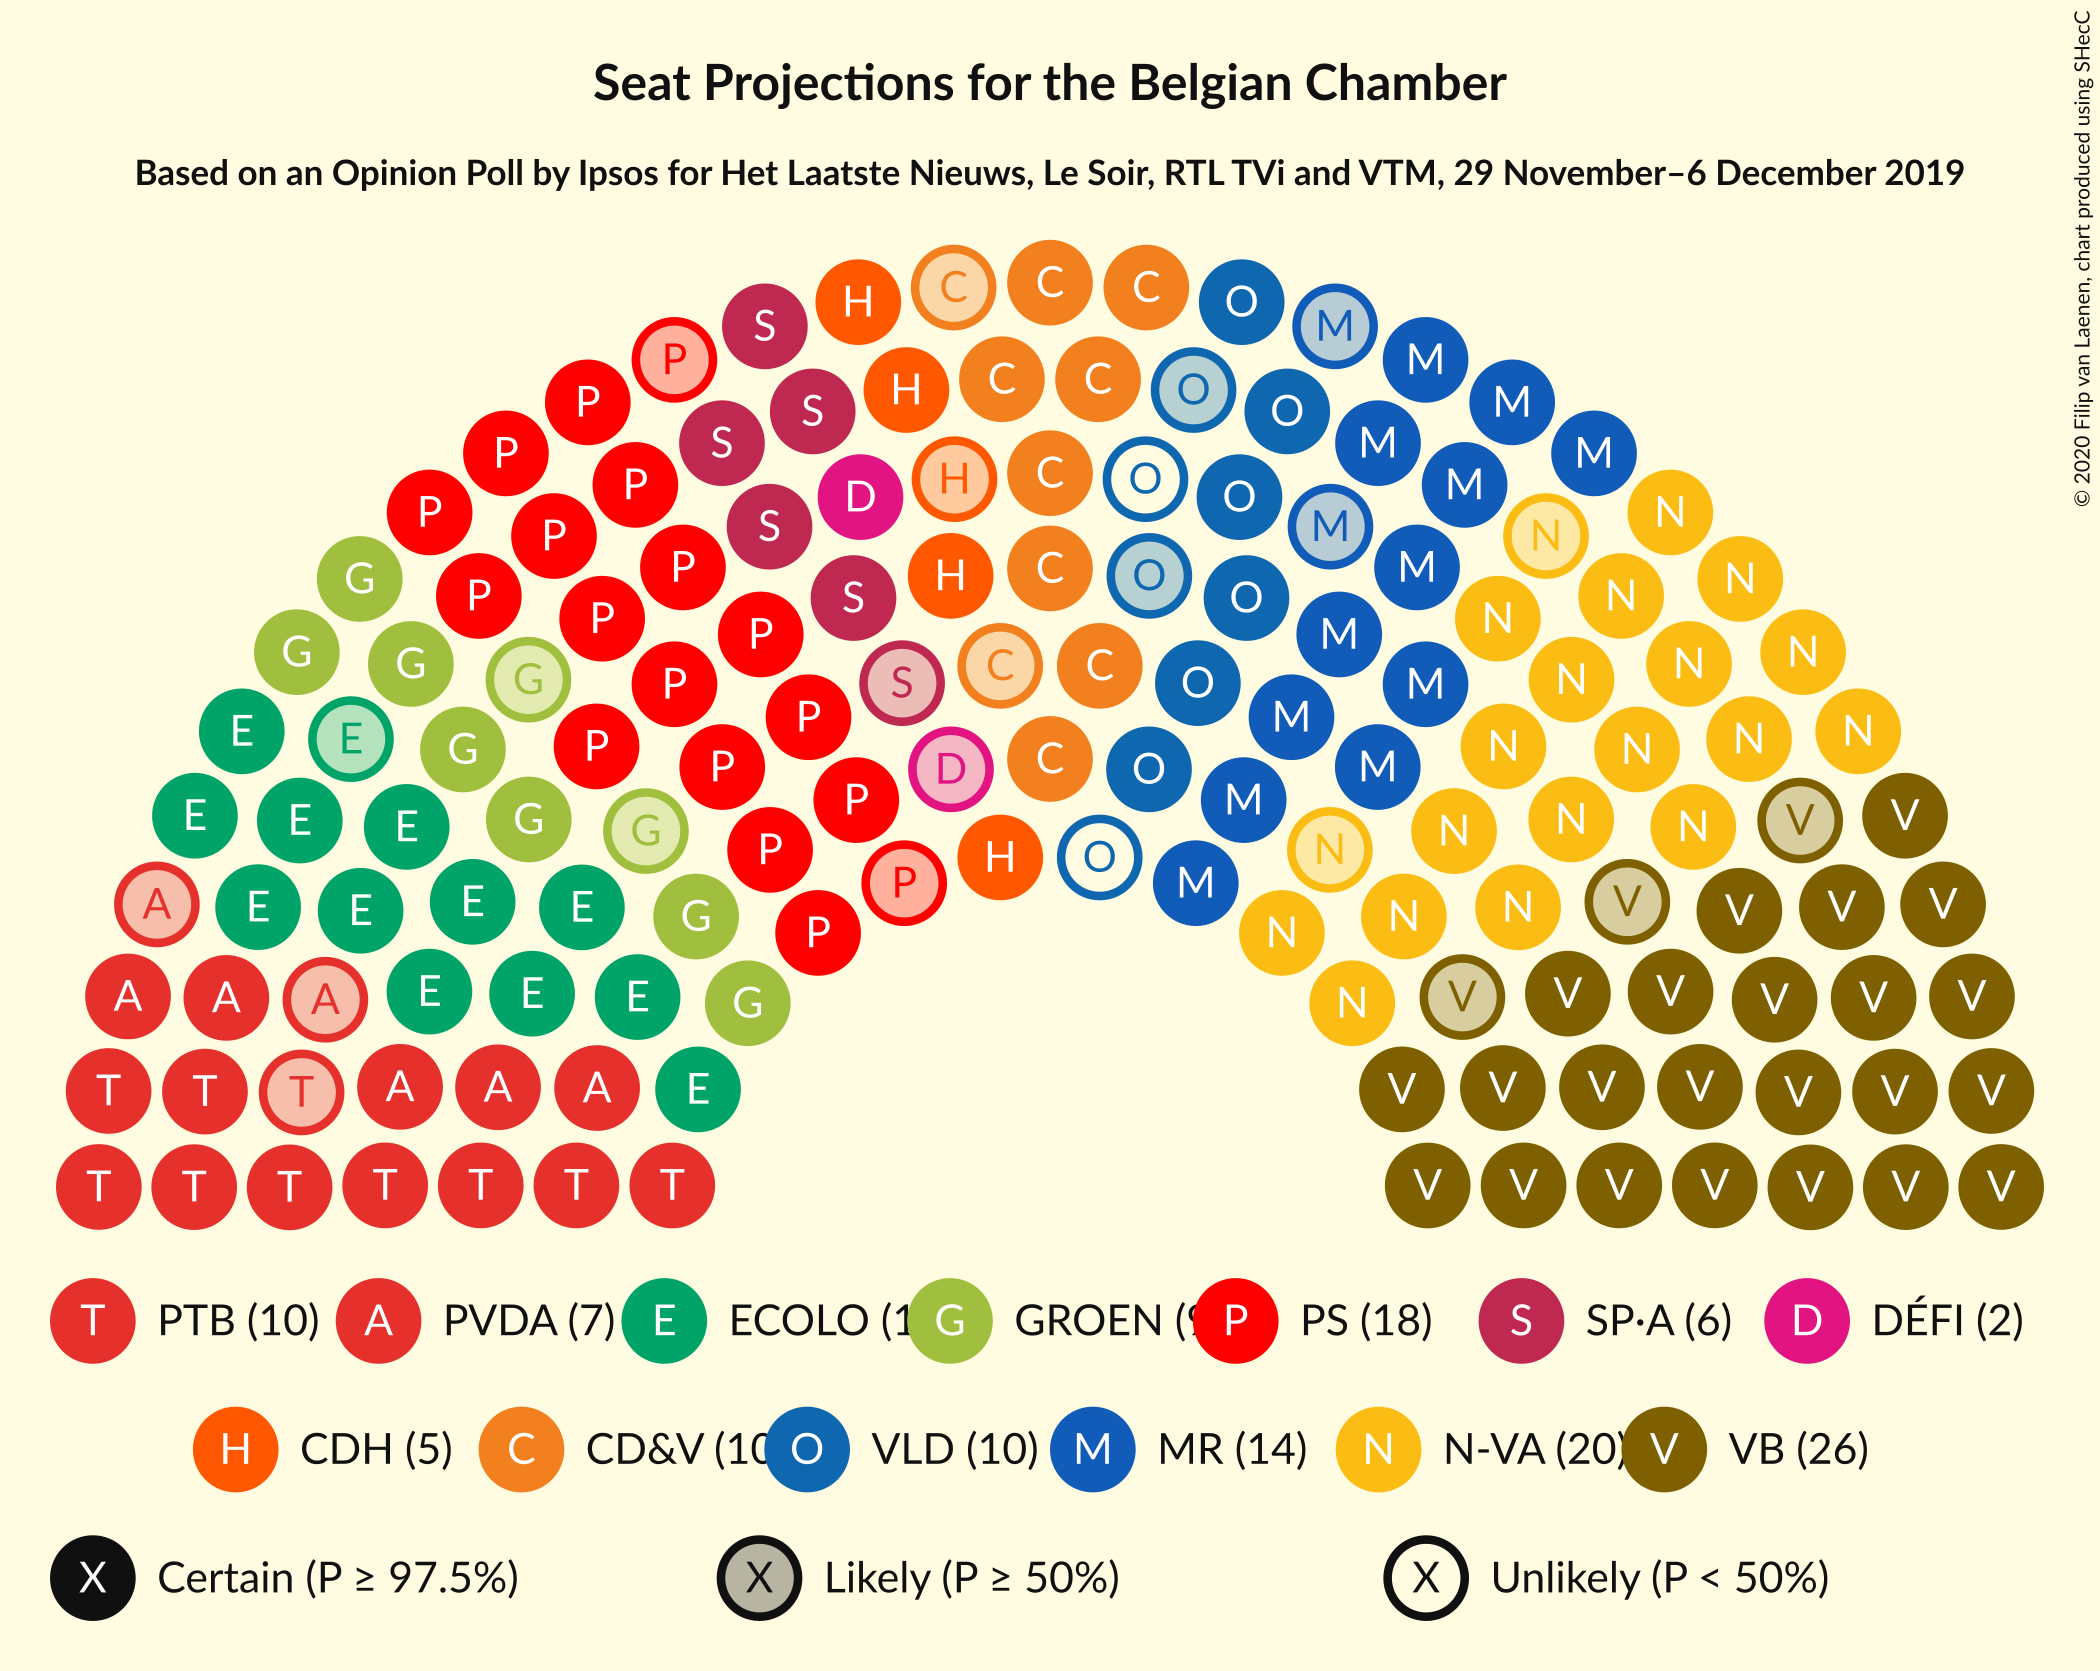 Seat Projections for the Belgian Chamber
Based on an Opinion Poll by Ipsos for Het Laatste Nieuws, Le Soir, RTL TVi and VTM, 29 November–6 December 2019
© 2020 Filip van Laenen, chart produced using SHecC
H C C C O
S M
P M
P S H C C O O M
P S M M
P P D H C O O M N
P S M N
G P P S H C O O M N N
P P M N
G G G P S C C O M N N N
E E G P P M N N N N
P D C O M
E E E G G P M N N N V V
P H O N
P M
A E E E E G P N N N V V V V
A A A E E E G N V V V V V V
T T T A A A E V V V V V V V
T T T T T T T V V V V V V V
T PTB (10) A PVDA (7) E ECOLO (1 G GROEN (9 P PS (18) S SP·A (6) D DÉFI (2)
H CDH (5) C CD&V (10 O VLD (10) M MR (14) N N-VA (20) V VB (26)
X Certain (P ≥ 97.5%) X Likely (P ≥ 50%) X Unlikely (P < 50%)